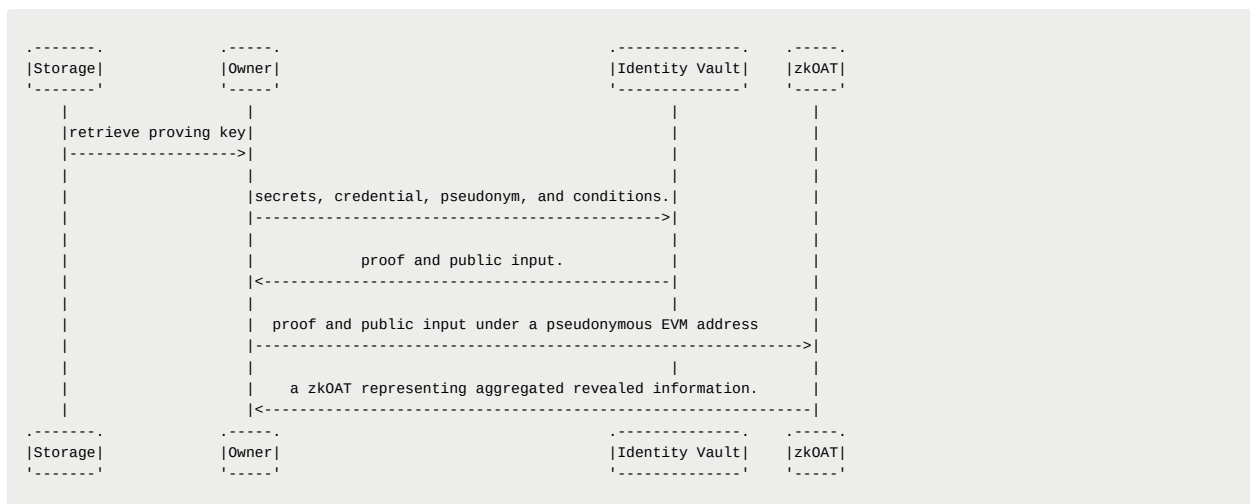 .-------.             .-----.                                     .--------------.    .-----.
|Storage|             |Owner|                                     |Identity Vault|    |zkOAT|
'-------'             '-----'                                     '--------------'    '-----'
    |                    |                                               |               |
    |retrieve proving key|                                               |               |
    |------------------->|                                               |               |
    |                    |                                               |               |
    |                    |secrets, credential, pseudonym, and conditions.|               |
    |                    |--------------------------------------------->|               |
    |                    |                                               |               |
    |                    |            proof and public input.            |               |
    |                    |<----------------------------------------------|               |
    |                    |                                               |               |
    |                    |  proof and public input under a pseudonymous EVM address      |
    |                    |-------------------------------------------------------------->|
    |                    |                                               |               |
    |                    |    a zkOAT representing aggregated revealed information.      |
    |                    |<--------------------------------------------------------------|
.-------.             .-----.                                     .--------------.    .-----.
|Storage|             |Owner|                                     |Identity Vault|    |zkOAT|
'-------'             '-----'                                     '--------------'    '-----'